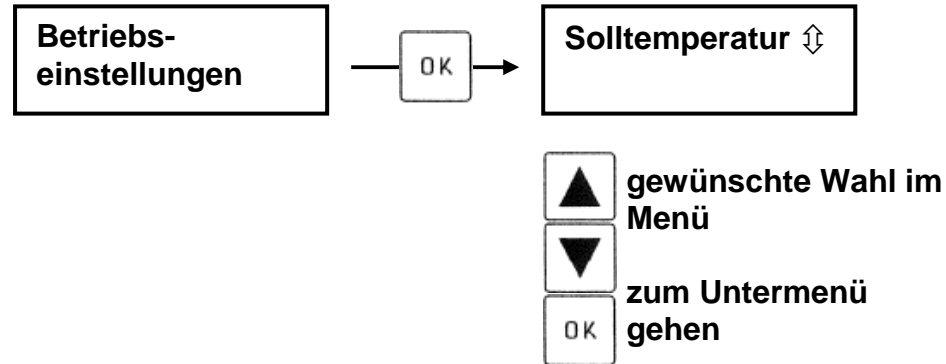 Betriebs-
einstellungen
OK
Solltemperatur ⇳
gewünschte Wahl im
Menü
zum Untermenü
gehen
OK